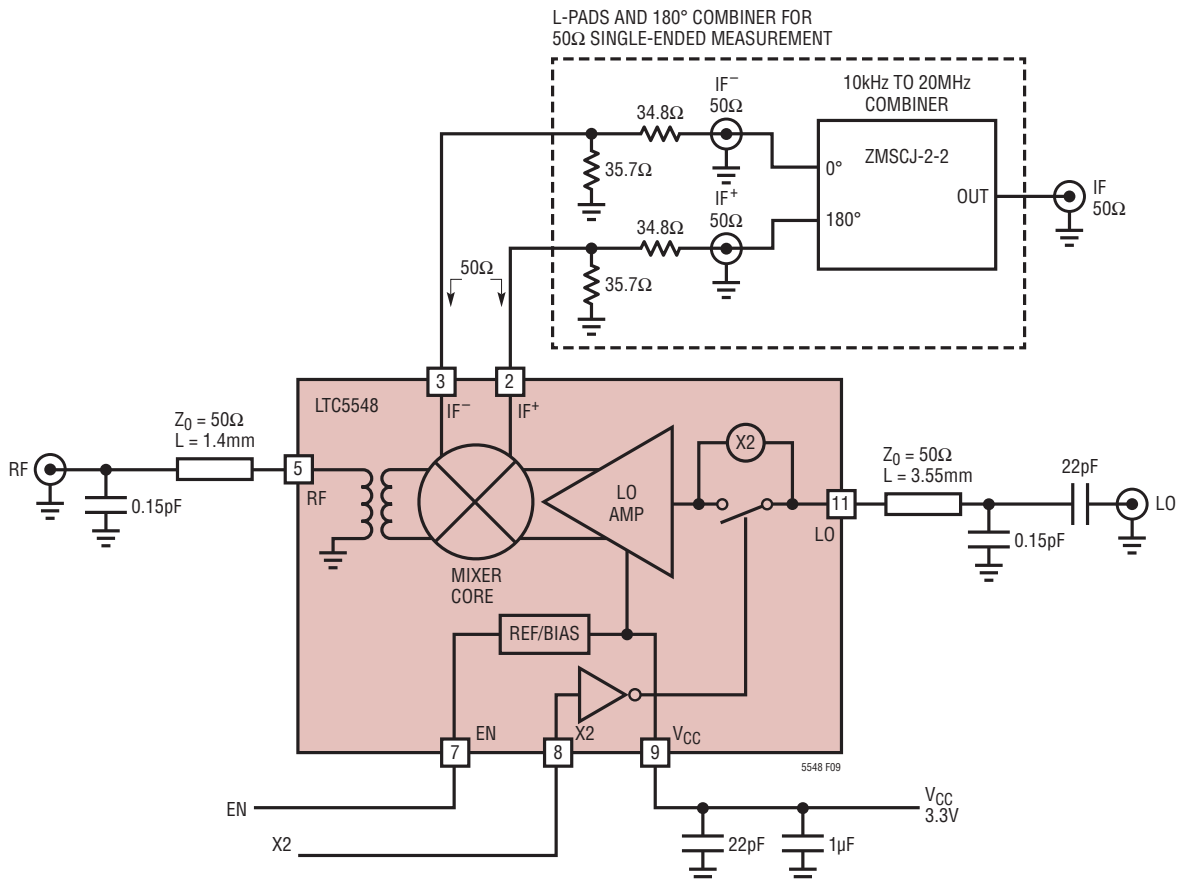 L-PADS AND 180° COMBINER FOR
50Ω SINGLE-ENDED MEASUREMENT
IF⁻
50Ω
10kHz TO 20MHz
COMBINER
34.8Ω
35.7Ω
ZMSCJ-2-2
0°
IF⁺
50Ω
OUT
IF
50Ω
34.8Ω
180°
35.7Ω
50Ω
3
2
LTC5548
IF⁻
IF⁺
Z₀ = 50Ω
L = 1.4mm
X2
Z₀ = 50Ω
L = 3.55mm
22pF
RF
5
RF
0.15pF
LO
AMP
11
LO
LO
0.15pF
MIXER
CORE
REF/BIAS
EN
X2
VCC
7
8
9
5548 F09
EN
VCC
3.3V
X2
22pF
1µF